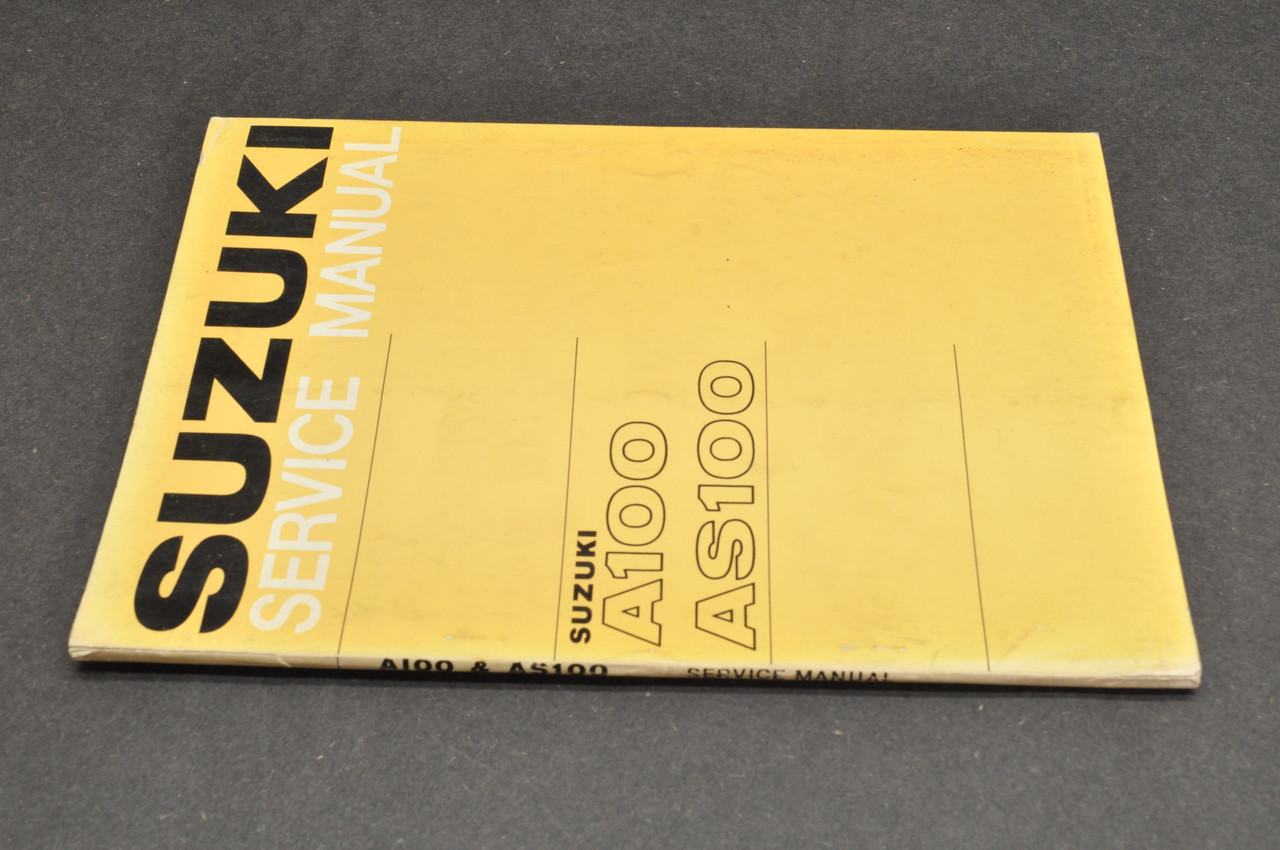 SUZUKI
SERVICE MANUAL
SUZUKI
A100
AS100
A100 & AS100 SERVICE MANUAL